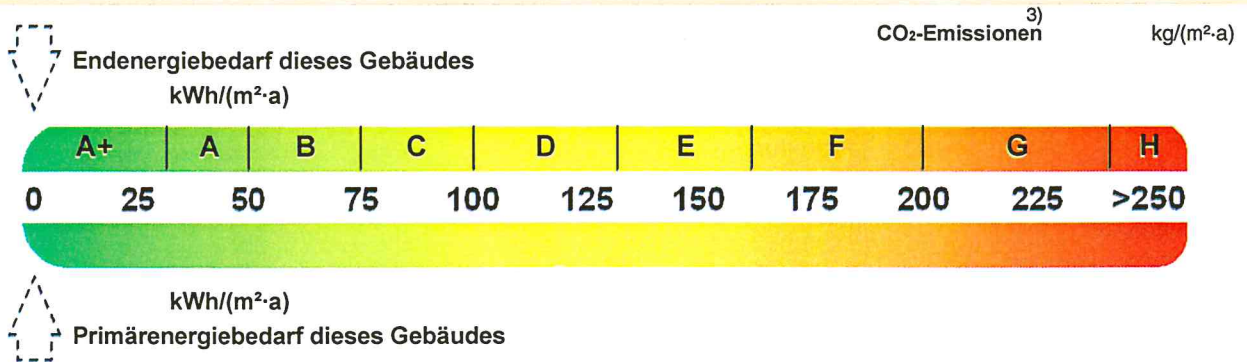 3)
CO₂-Emissionen kg/(m²·a)
Endenergiebedarf dieses Gebäudes
kWh/(m²·a)
A+ A B C D E F G H
0 25 50 75 100 125 150 175 200 225 >250
kWh/(m²·a)
Primärenergiebedarf dieses Gebäudes